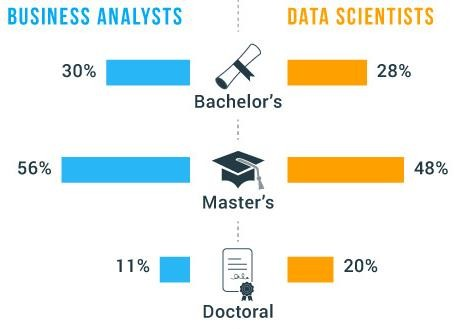 BUSINESS ANALYSTS DATA SCIENTISTS
30% 28%
Bachelor's
56% 48%
Master's
11% 20%
Doctoral